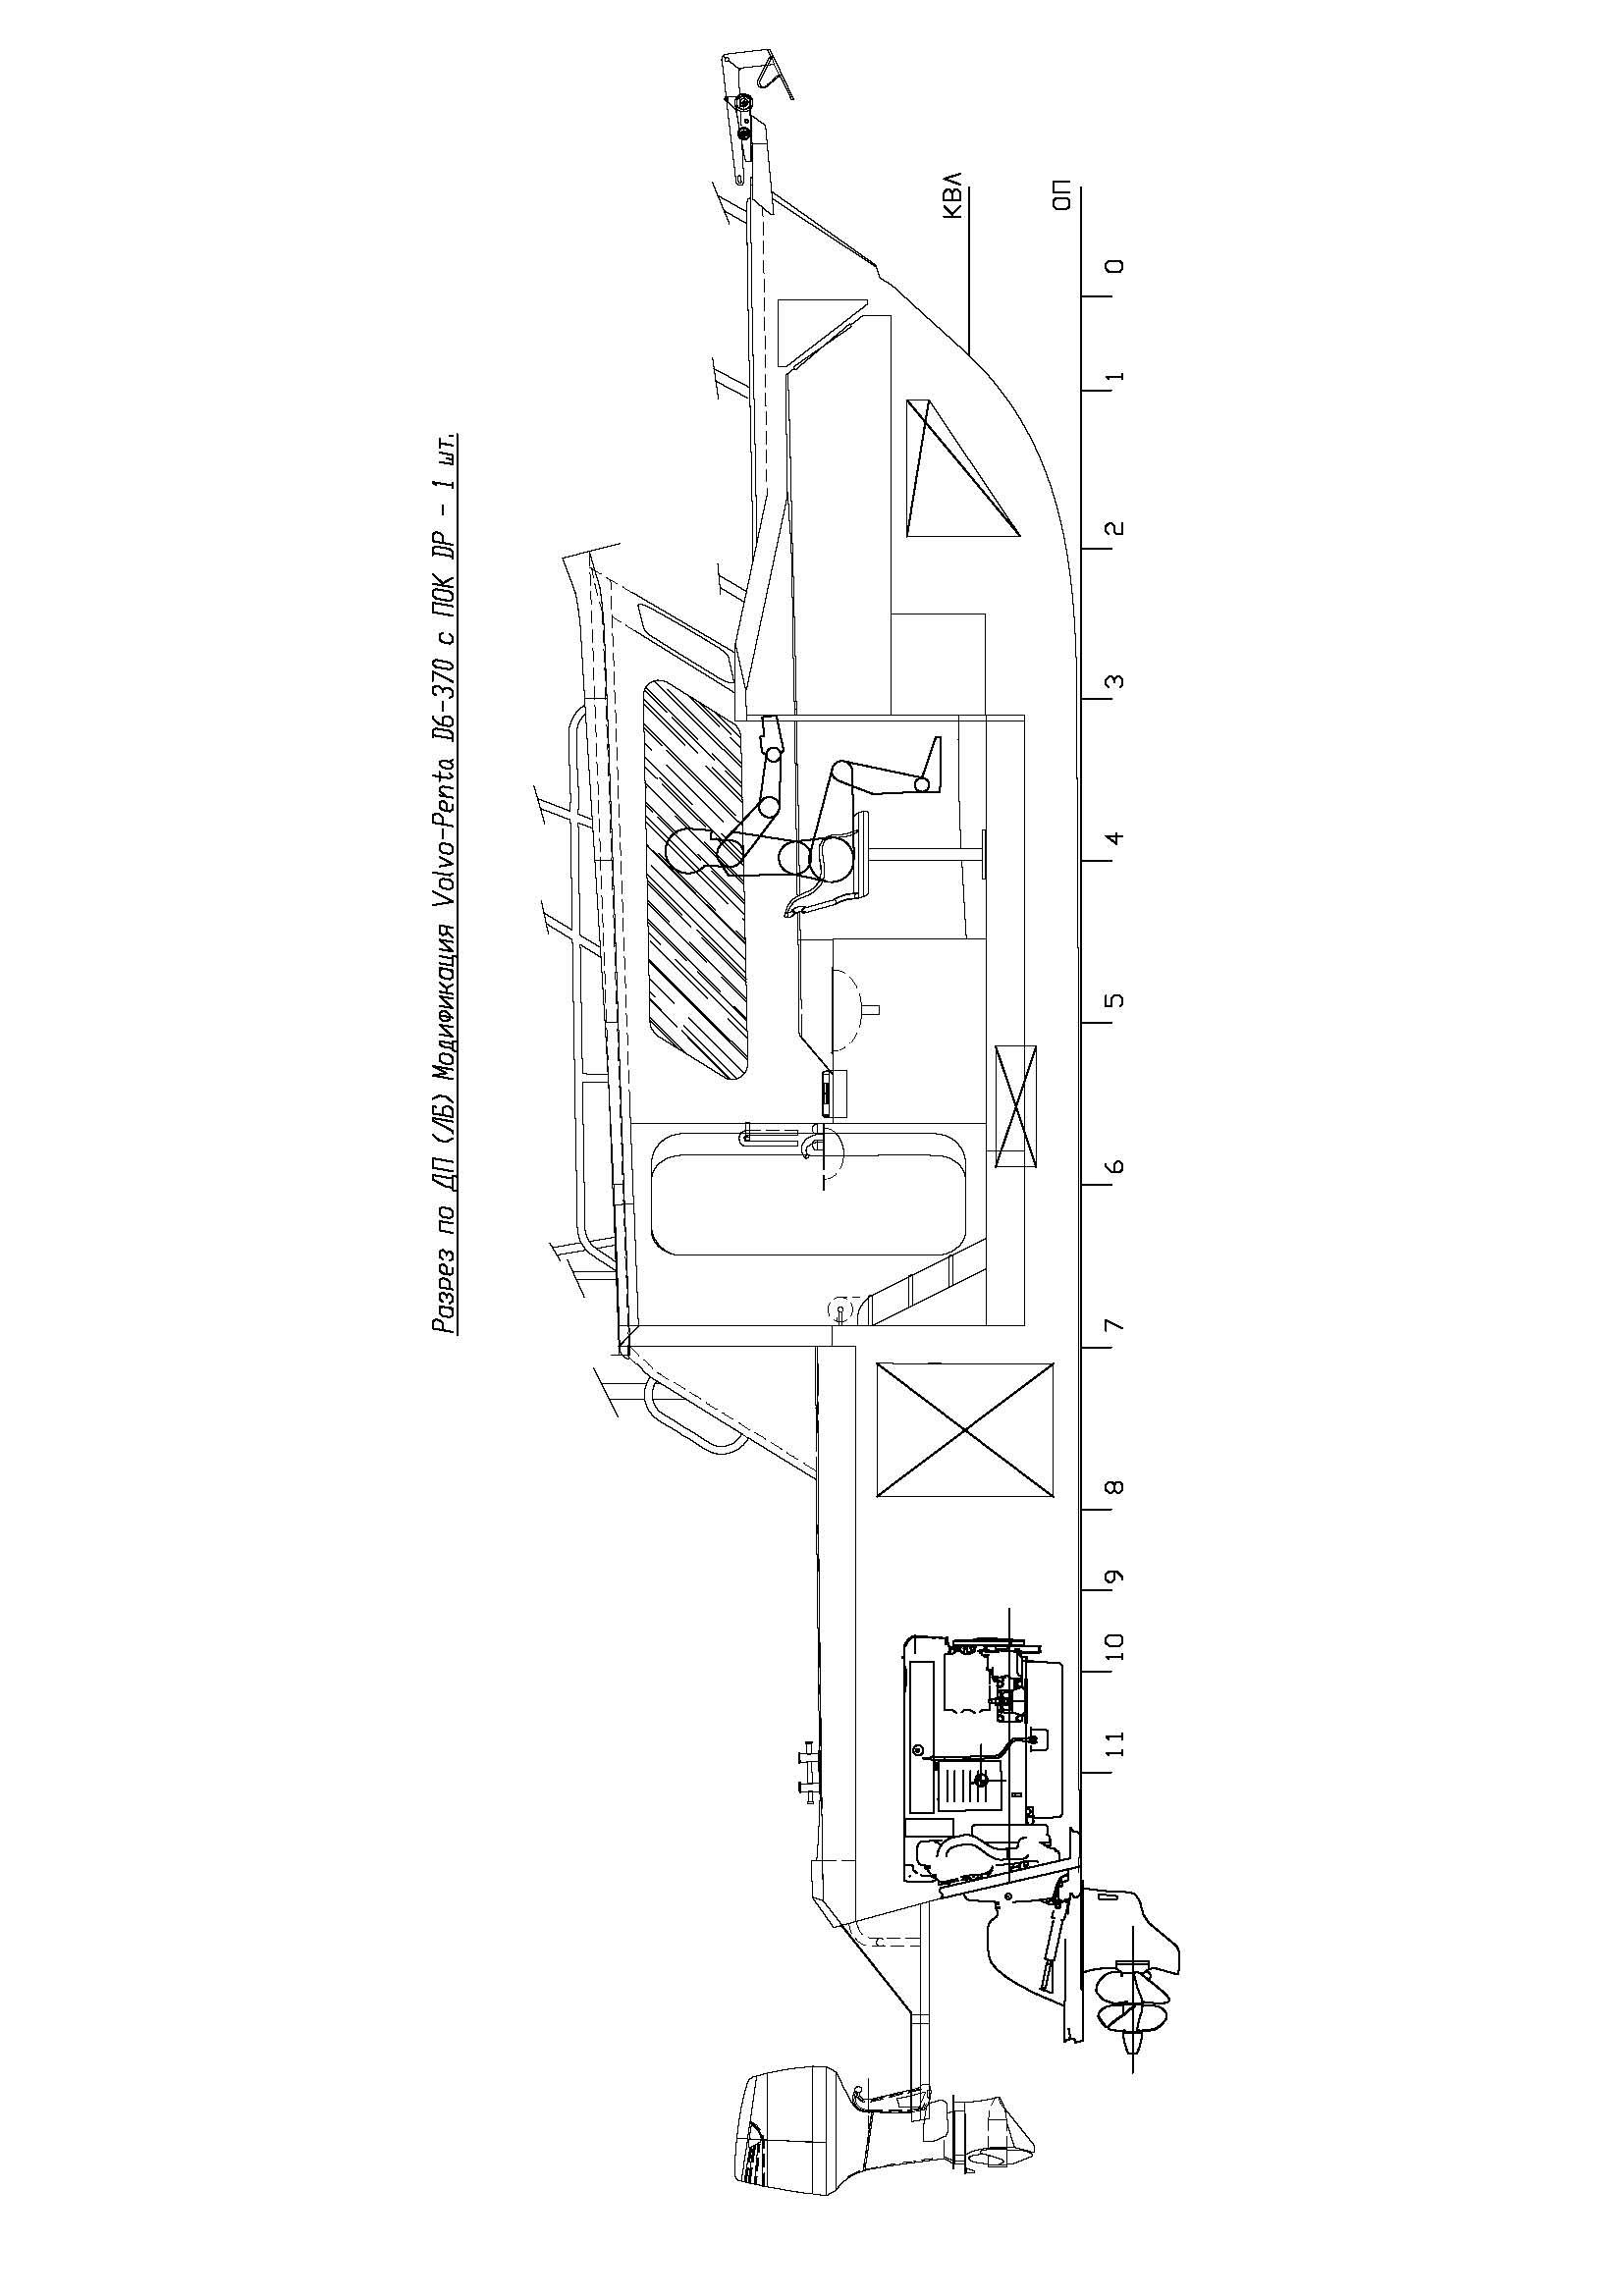 Разрез по ДП (ЛБ) Модификация Volvo-Penta D6-370 с ПОК DP - 1 шт.
КВЛ
ОП
11 10 9 8 7 6 5 4 3 2 1 0